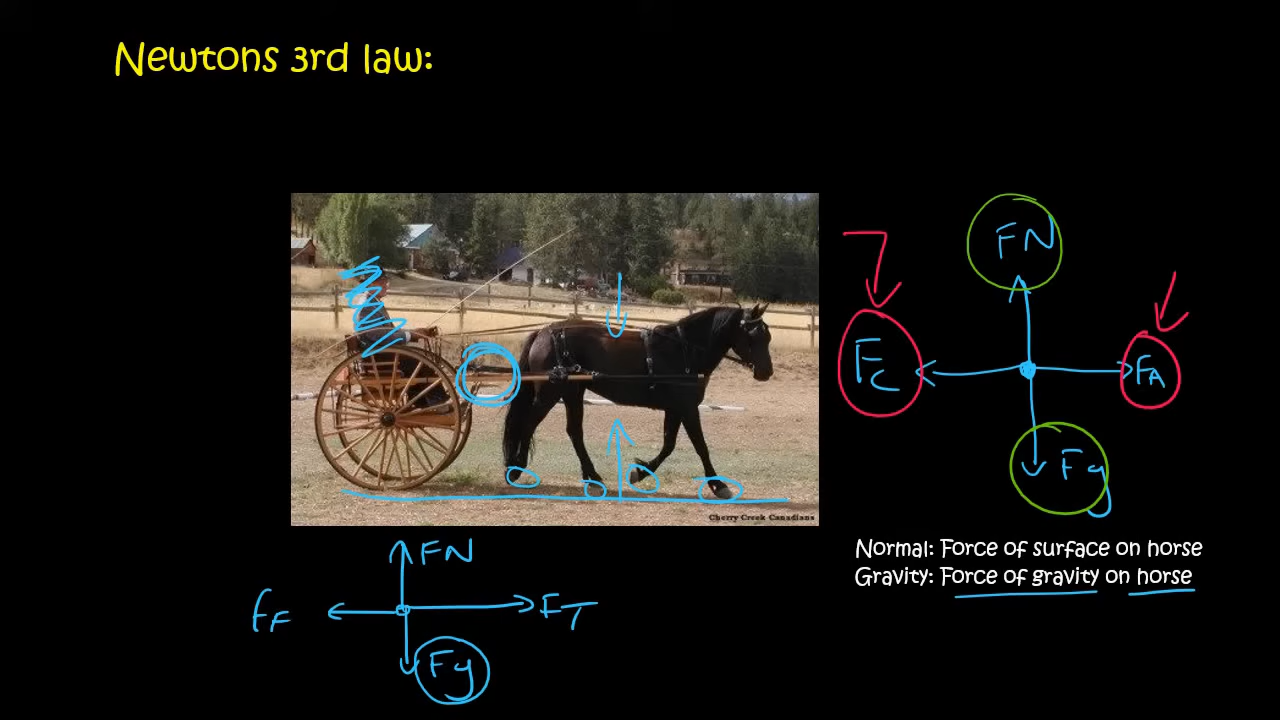 Newtons 3rd law:
FN
FC
FA
Fg
Cherry Creek Canadians
Normal: Force of surface on horse
Gravity: Force of gravity on horse
FN
fF
FT
Fg